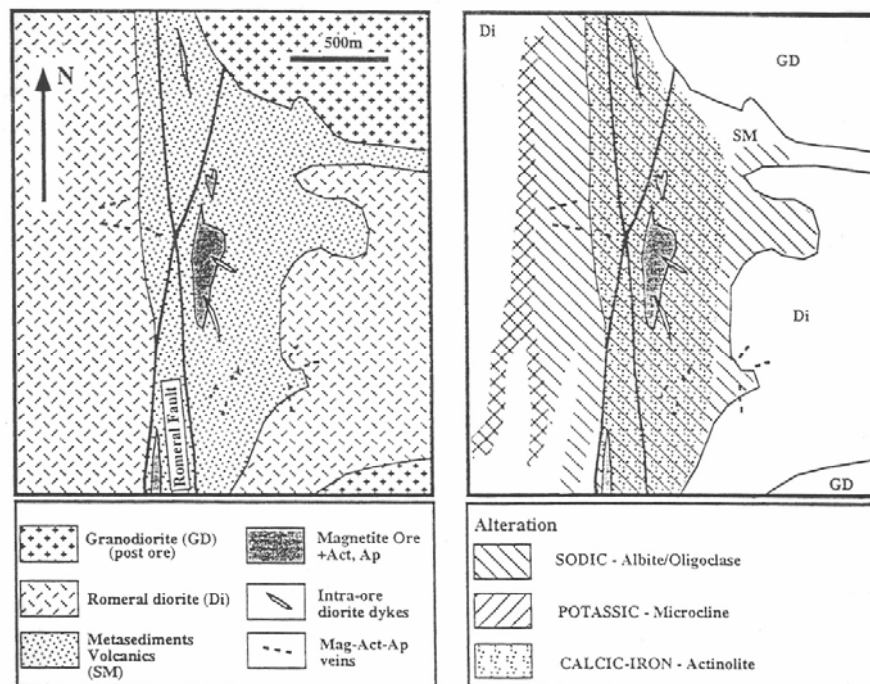 N
500m
Romeral Fault
Granodiorite (GD)
(post ore)
Romeral diorite (Di)
Metasediments
Volcanics
(SM)
Magnetite Ore
+Act, Ap
Intra-ore
diorite dykes
Mag-Act-Ap
veins
Di
GD
SM
Di
GD
Alteration
SODIC - Albite/Oligoclase
POTASSIC - Microcline
CALCIC-IRON - Actinolite